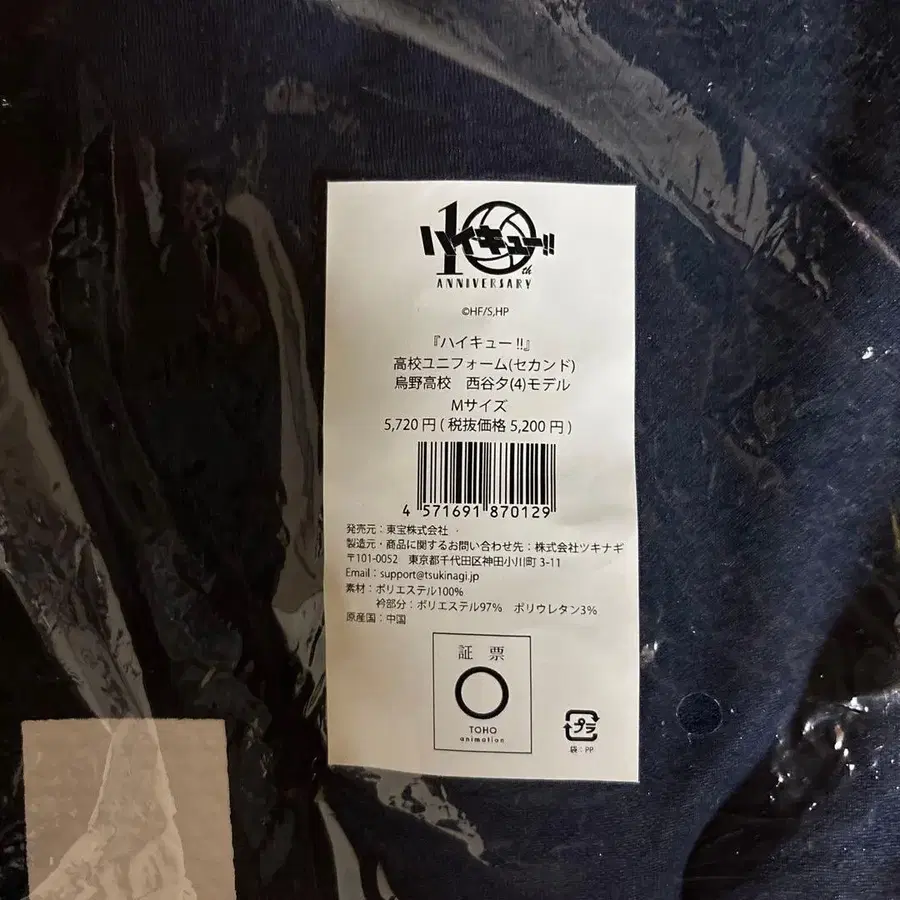 10th
ハイキュー!!
ANNIVERSARY
©HF/S,HP
『ハイキュー!!』
高校ユニフォーム(セカンド)
烏野高校 西谷夕(4)モデル
Mサイズ
5,720円(税抜価格5,200円)
4 571691 870129
発売元:東宝株式会社
製造元・商品に関するお問い合わせ先:株式会社ツキナギ
〒101-0052 東京都千代田区神田小川町3-11
Email:support@tsukinagi.jp
素材:ポリエステル100%
衿部分:ポリエステル97% ポリウレタン3%
原産国:中国
証票
TOHO
animation
プラ
袋:PP